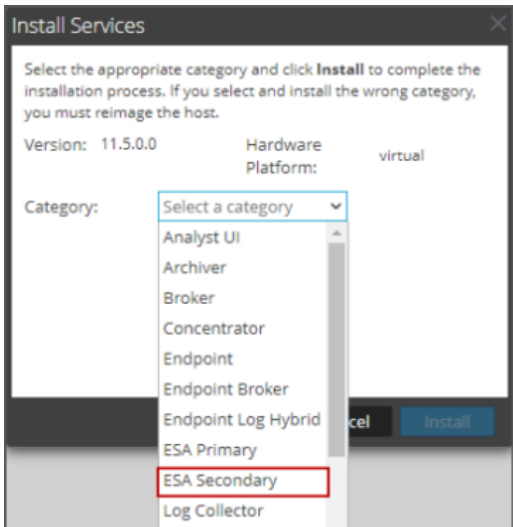 Install Services
Select the appropriate category and click Install to complete the
installation process. If you select and install the wrong category,
you must reimage the host.
Version: 11.5.0.0 Hardware Platform: virtual
Category: Select a category
Analyst UI
Archiver
Broker
Concentrator
Endpoint
Endpoint Broker
Endpoint Log Hybrid
cel Install
ESA Primary
ESA Secondary
Log Collector